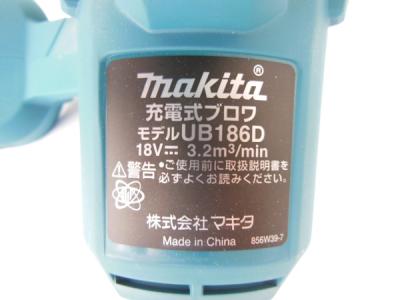 makita®
充電式ブロワ
モデルUB186D
18V⎓ 3.2m³/min
⚠警告 •ご使用前に取扱説明書を
必ずよくお読みください。
株式会社マキタ
Made in China 856W39-7